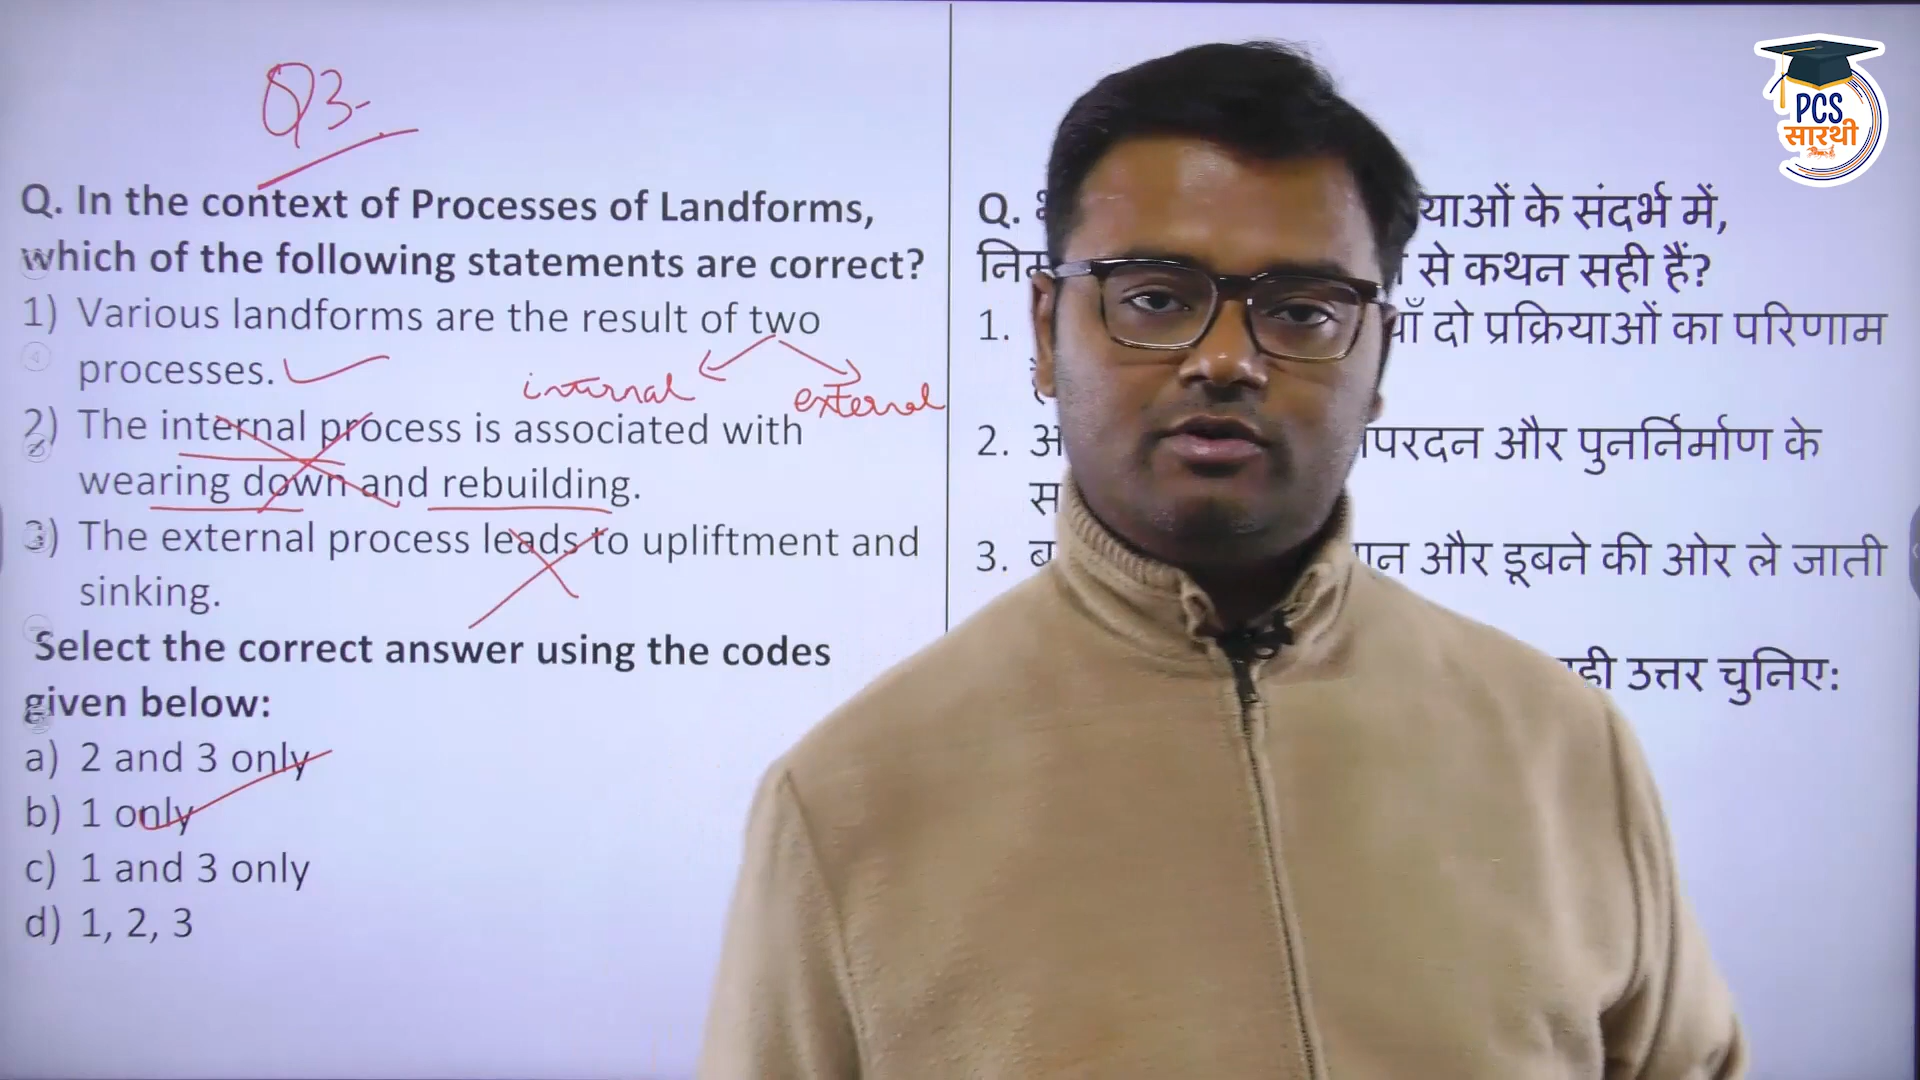 Q3-
Q. In the context of Processes of Landforms,
which of the following statements are correct?
1) Various landforms are the result of two
processes.
internal
external
2) The internal process is associated with
wearing down and rebuilding.
3) The external process leads to upliftment and
sinking.
Select the correct answer using the codes
given below:
a) 2 and 3 only
b) 1 only
c) 1 and 3 only
d) 1, 2, 3
Q. के संदर्भ में,
से कथन सही हैं?
1. दो प्रक्रियाओं का परिणाम
2. और पुनर्निर्माण के
3. और डूबने की ओर ले जाती
उत्तर चुनिए:
PCS
सारथी